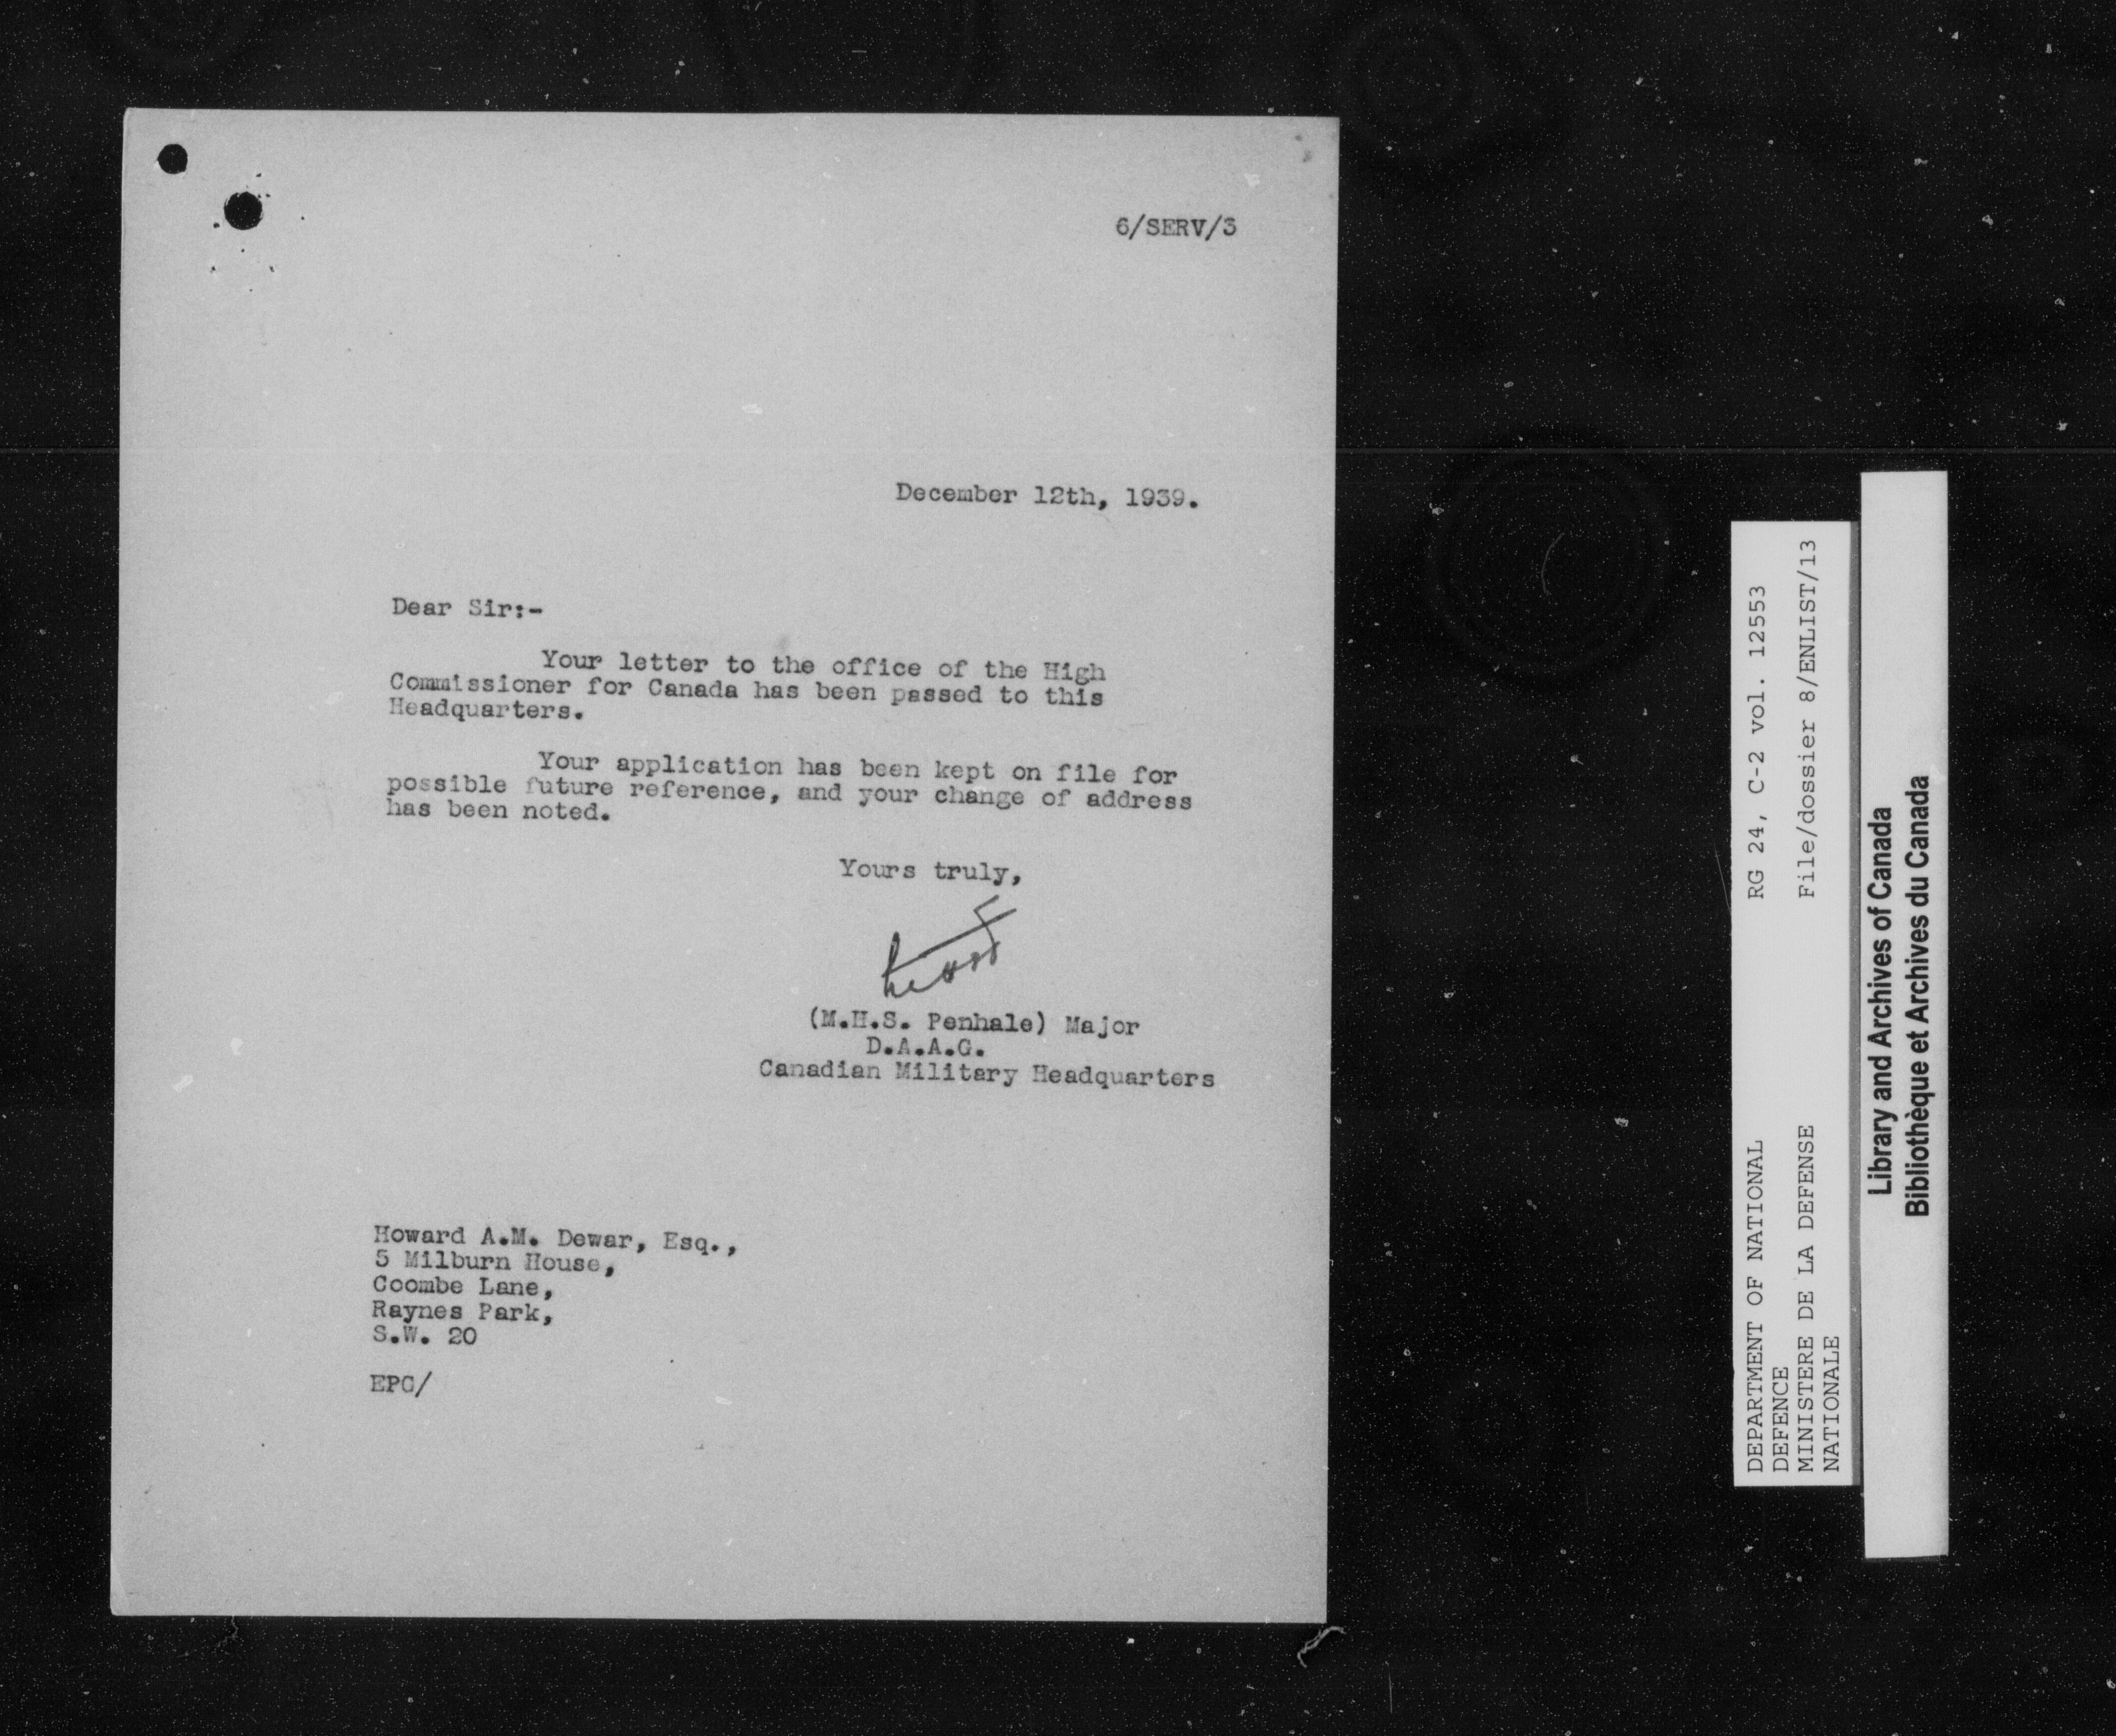 6/SERV/3
December 12th, 1939.
Dear Sir:-
Your letter to the office of the High
Commissioner for Canada has been passed to this
Headquarters.
Your application has been kept on file for
possible future reference, and your change of address
has been noted.
Yours truly,
(M.H.S. Penhale) Major
D.A.A.G.
Canadian Military Headquarters
Howard A.M. Dewar, Esq.,
5 Milburn House,
Coombe Lane,
Raynes Park,
S.W. 20
EPG/
DEPARTMENT OF NATIONAL
DEFENCE
MINISTERE DE LA DEFENSE
NATIONALE
RG 24, C-2 vol. 12553
File/dossier 8/ENLIST/13
Library and Archives of Canada
Bibliothèque et Archives du Canada